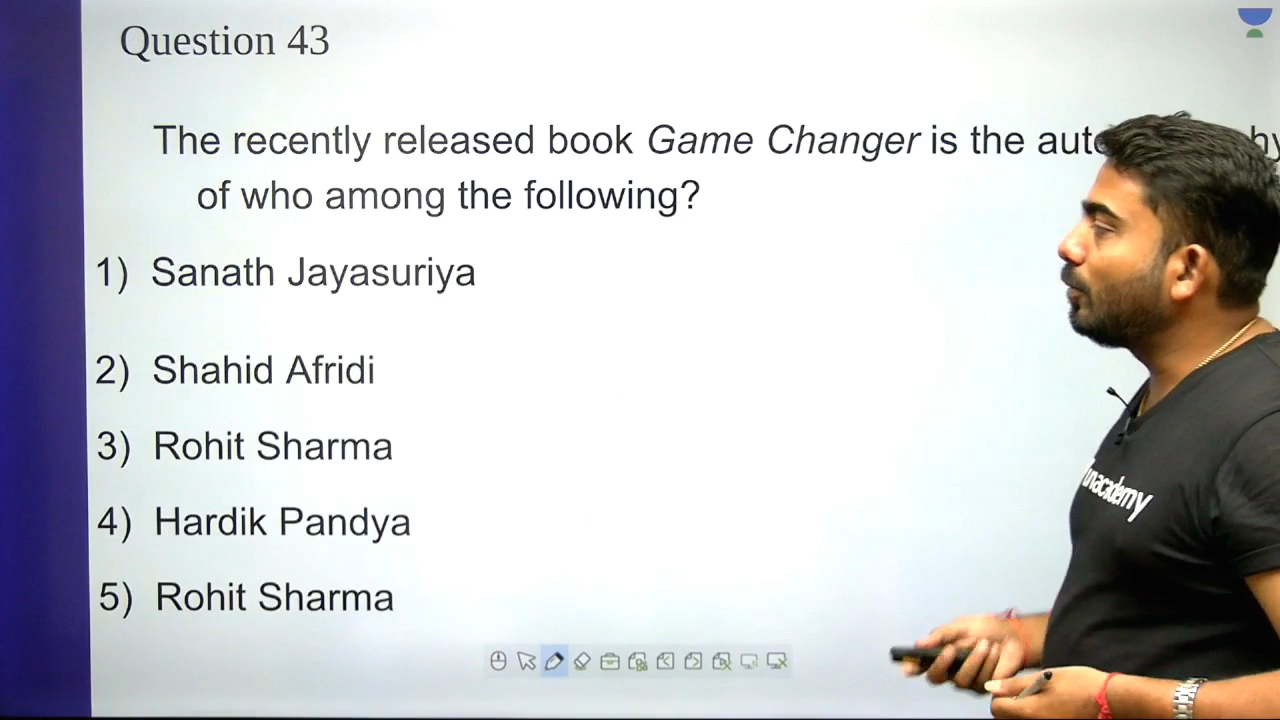 Question 43
The recently released book Game Changer is the
of who among the following?
1) Sanath Jayasuriya
2) Shahid Afridi
3) Rohit Sharma
4) Hardik Pandya
5) Rohit Sharma
unacademy